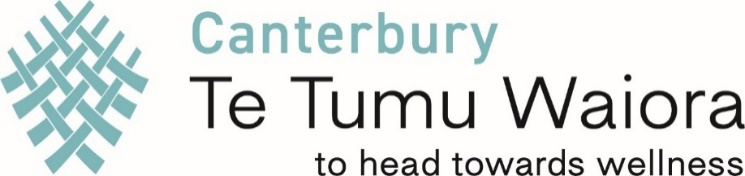 Canterbury
Te Tumu Waiora
to head towards wellness